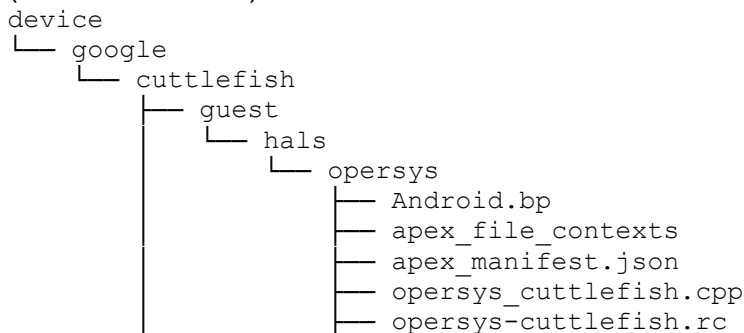 device
└── google
    └── cuttlefish
        ├── guest
        │   └── hals
        │       └── opersys
        │           ├── Android.bp
        │           ├── apex_file_contexts
        │           ├── apex_manifest.json
        │           ├── opersys_cuttlefish.cpp
        │           ├── opersys-cuttlefish.rc